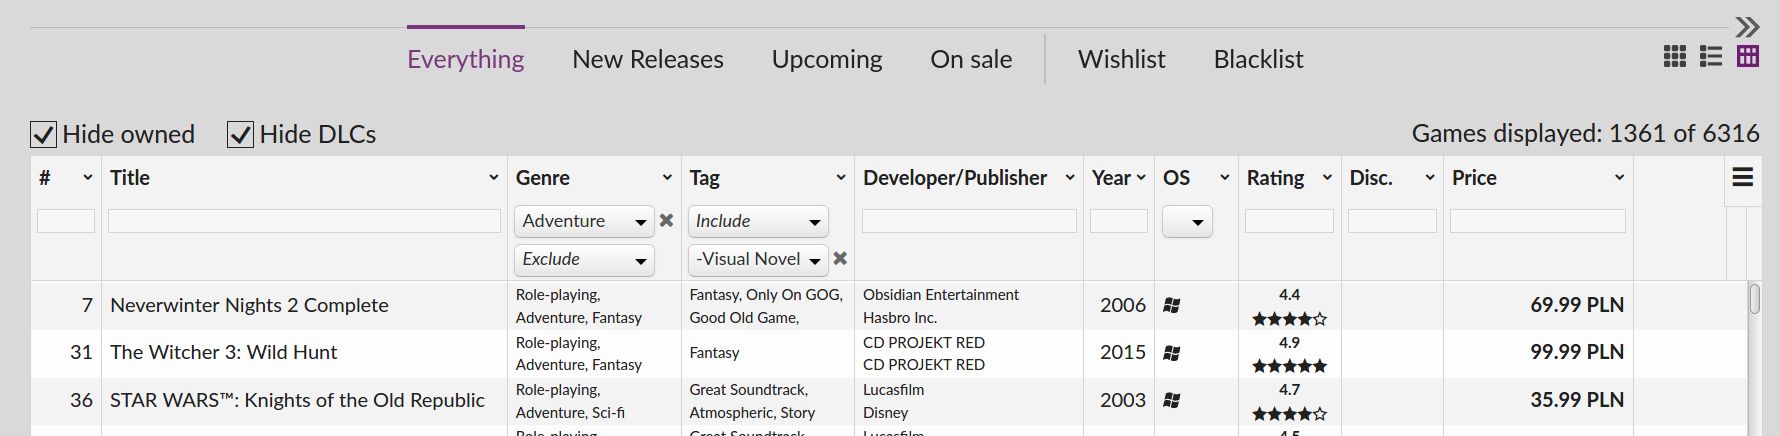 Everything New Releases Upcoming On sale Wishlist Blacklist
Hide owned Hide DLCs Games displayed: 1361 of 6316
# Title Genre Tag Developer/Publisher Year OS Rating Disc. Price
Adventure Include
Exclude -Visual Novel
7 Neverwinter Nights 2 Complete Role-playing, Adventure, Fantasy Fantasy, Only On GOG, Good Old Game, Obsidian Entertainment Hasbro Inc. 2006 4.4 69.99 PLN
31 The Witcher 3: Wild Hunt Role-playing, Adventure, Fantasy Fantasy CD PROJEKT RED CD PROJEKT RED 2015 4.9 99.99 PLN
36 STAR WARS™: Knights of the Old Republic Role-playing, Adventure, Sci-fi Great Soundtrack, Atmospheric, Story Lucasfilm Disney 2003 4.7 35.99 PLN